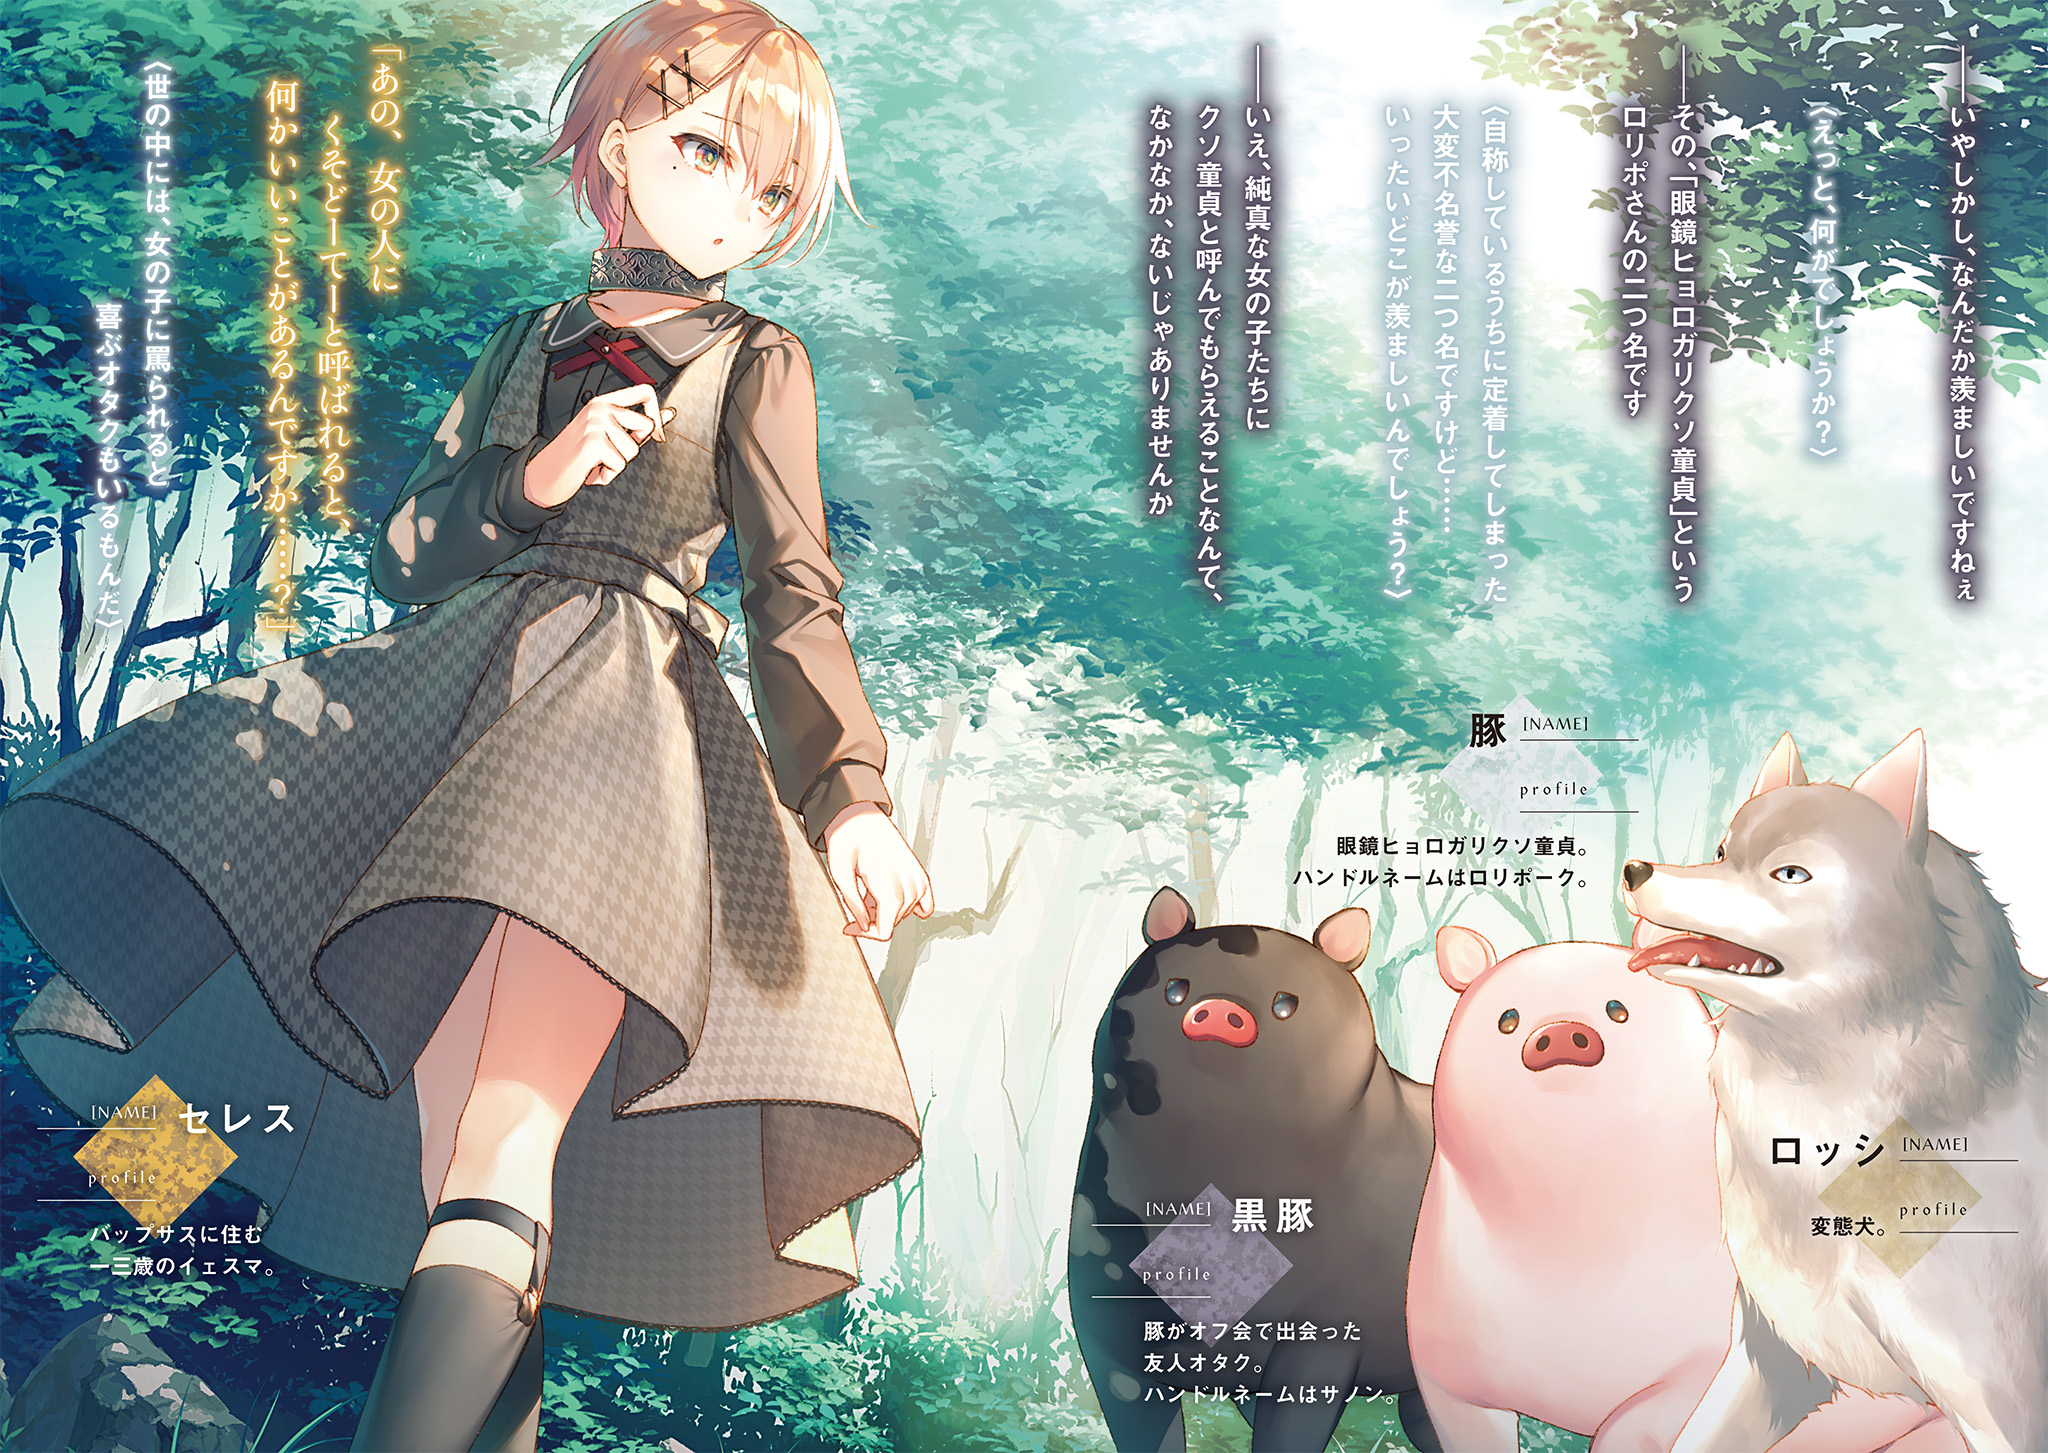 ――いやしかし、なんだか羨ましいですねぇ
〈えっと、何がでしょうか？〉
――その、「眼鏡ヒョロガリクソ童貞」という
ロリポさんの二つ名です
〈自称しているうちに定着してしまった
大変不名誉な二つ名ですけど……
いったいどこが羨ましいんでしょう？〉
――いえ、純真な女の子たちに
クソ童貞と呼んでもらえることなんて、
なかなか、ないじゃありませんか
「あの、女の人に
くそどーてーと呼ばれると、
何かいいことがあるんですか……？」
〈世の中には、女の子に罵られると
喜ぶオタクもいるもんだ〉
豚
[NAME]
profile
眼鏡ヒョロガリクソ童貞。
ハンドルネームはロリポーク。
ロッシ
[NAME]
profile
変態犬。
[NAME]
黒豚
profile
豚がオフ会で出会った
友人オタク。
ハンドルネームはサノン。
[NAME]
セレス
profile
バップサスに住む
一三歳のイェスマ。